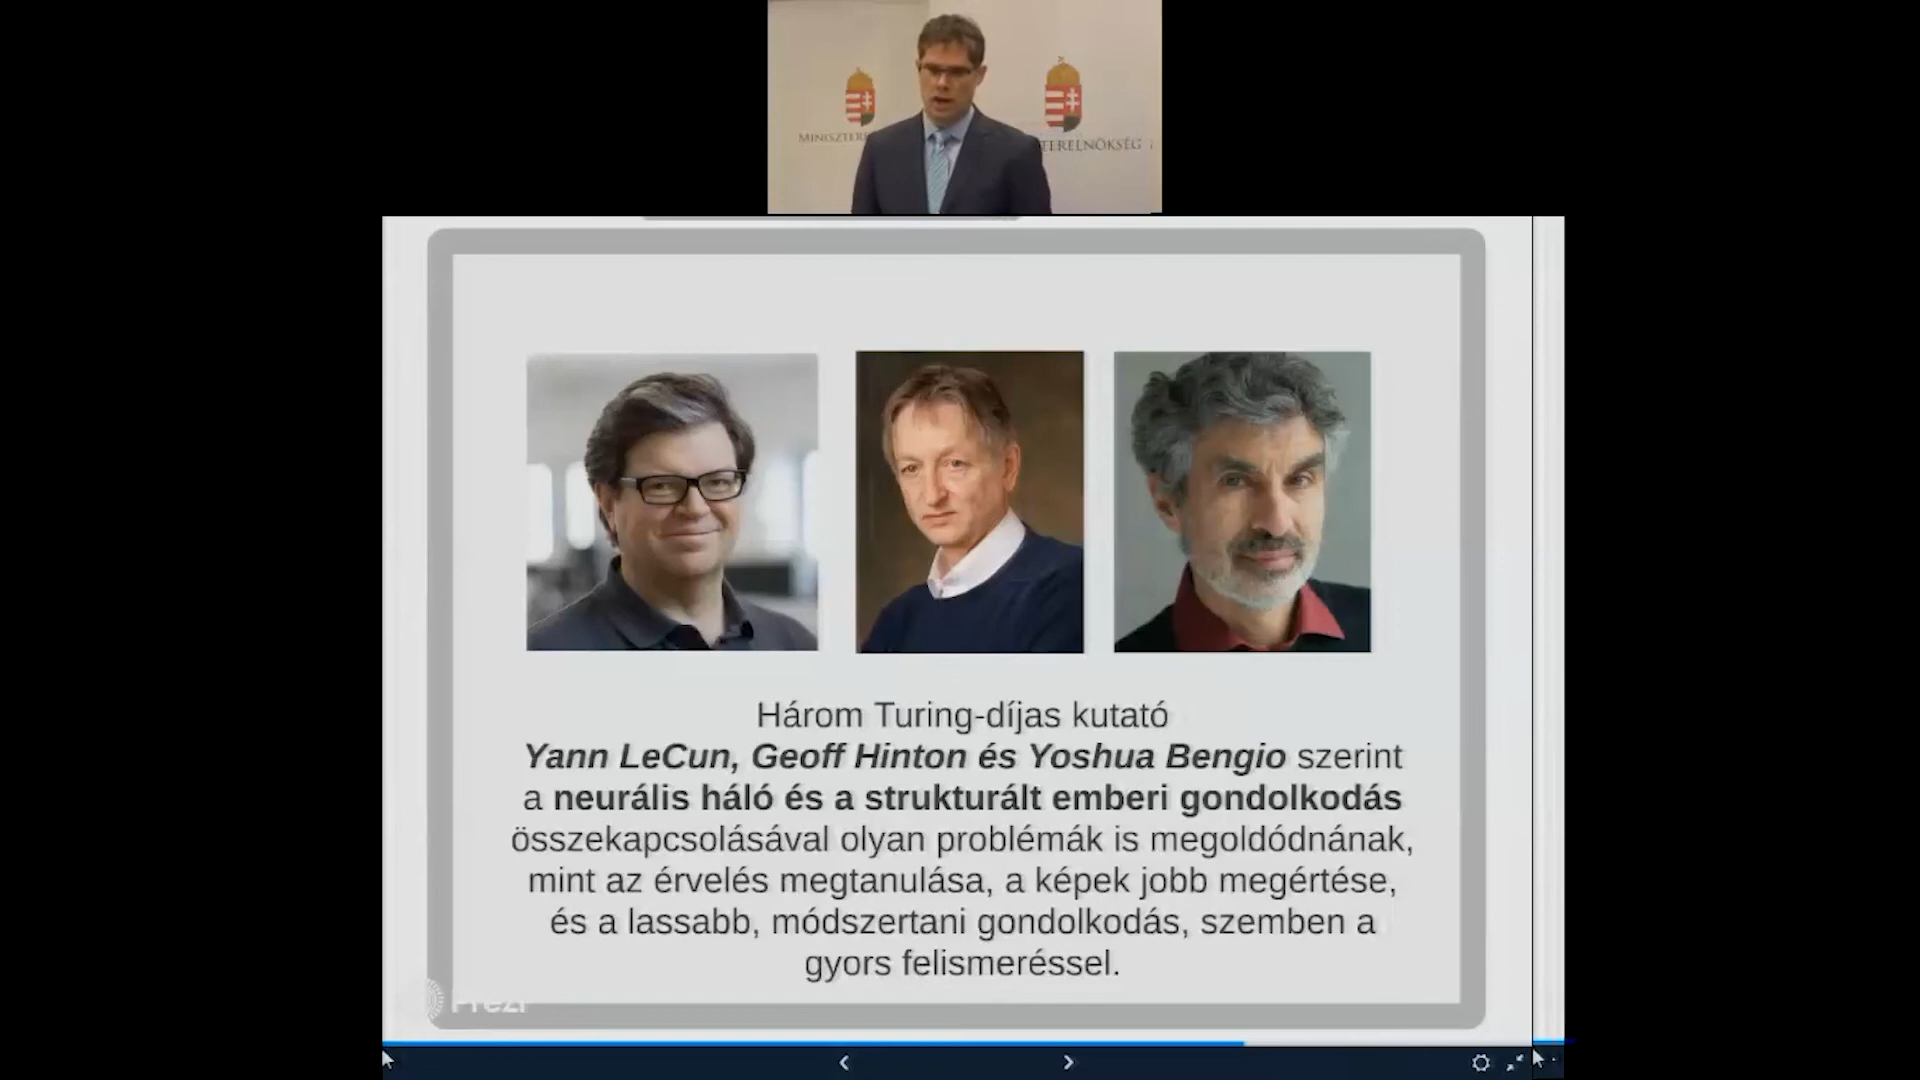 TERELNÖKSÉG
Három Turing-díjas kutató
Yann LeCun, Geoff Hinton és Yoshua Bengio szerint
a neurális háló és a strukturált emberi gondolkodás
összekapcsolásával olyan problémák is megoldódnának,
mint az érvelés megtanulása, a képek jobb megértése,
és a lassabb, módszertani gondolkodás, szemben a
gyors felismeréssel.
Prezi